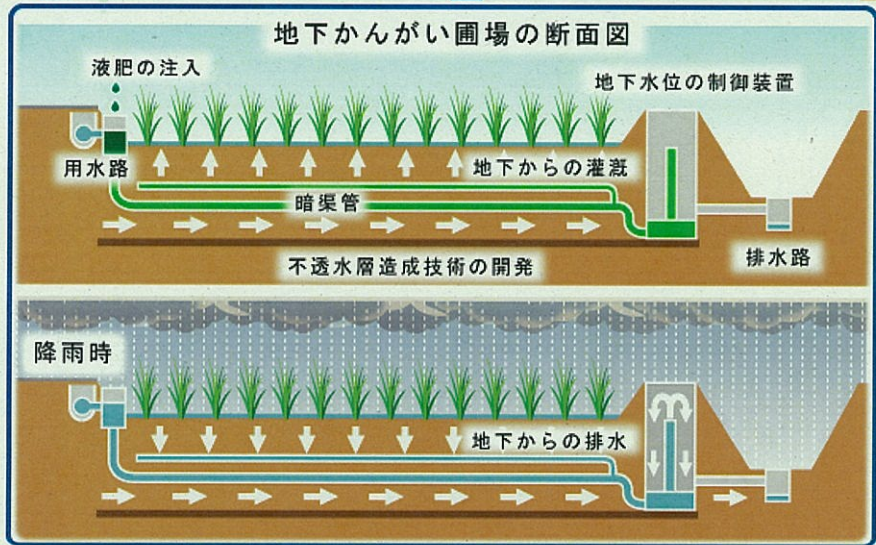 地下かんがい圃場の断面図
液肥の注入
地下水位の制御装置
用水路
地下からの灌漑
暗渠管
排水路
不透水層造成技術の開発
降雨時
地下からの排水